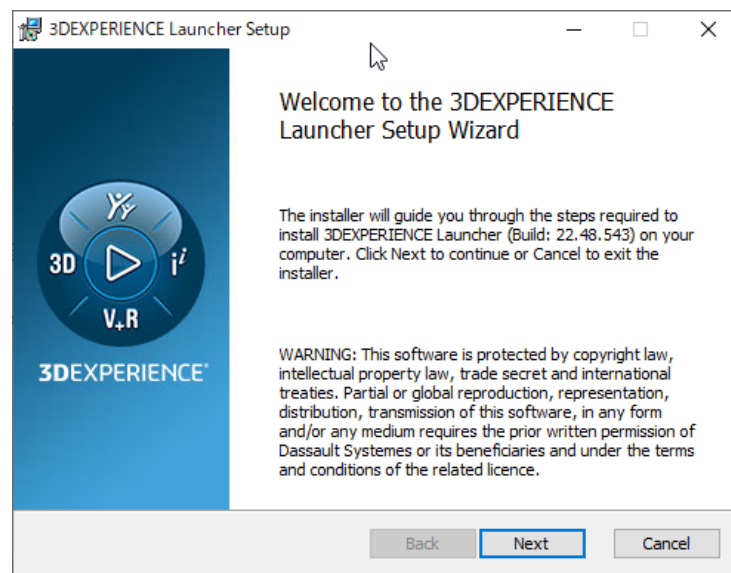 3DEXPERIENCE Launcher Setup
Welcome to the 3DEXPERIENCE
Launcher Setup Wizard
The installer will guide you through the steps required to
install 3DEXPERIENCE Launcher (Build: 22.48.543) on your
computer. Click Next to continue or Cancel to exit the
installer.
3D
i
V+R
3DEXPERIENCE
WARNING: This software is protected by copyright law,
intellectual property law, trade secret and international
treaties. Partial or global reproduction, representation,
distribution, transmission of this software, in any form
and/or any medium requires the prior written permission of
Dassault Systemes or its beneficiaries and under the terms
and conditions of the related licence.
Back Next Cancel